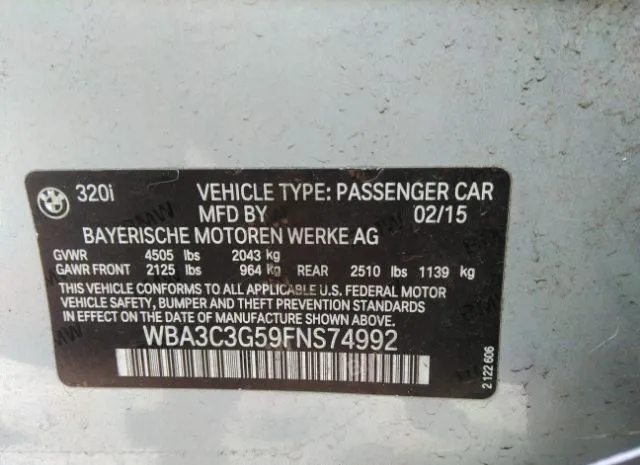 BMW 320i VEHICLE TYPE: PASSENGER CAR
MFD BY 02/15
BAYERISCHE MOTOREN WERKE AG
GVWR 4505 lbs 2043 kg
GAWR FRONT 2125 lbs 964 kg REAR 2510 lbs 1139 kg
THIS VEHICLE CONFORMS TO ALL APPLICABLE U.S. FEDERAL MOTOR
VEHICLE SAFETY, BUMPER AND THEFT PREVENTION STANDARDS
IN EFFECT ON THE DATE OF MANUFACTURE SHOWN ABOVE.
WBA3C3G59FNS74992
2 122 606